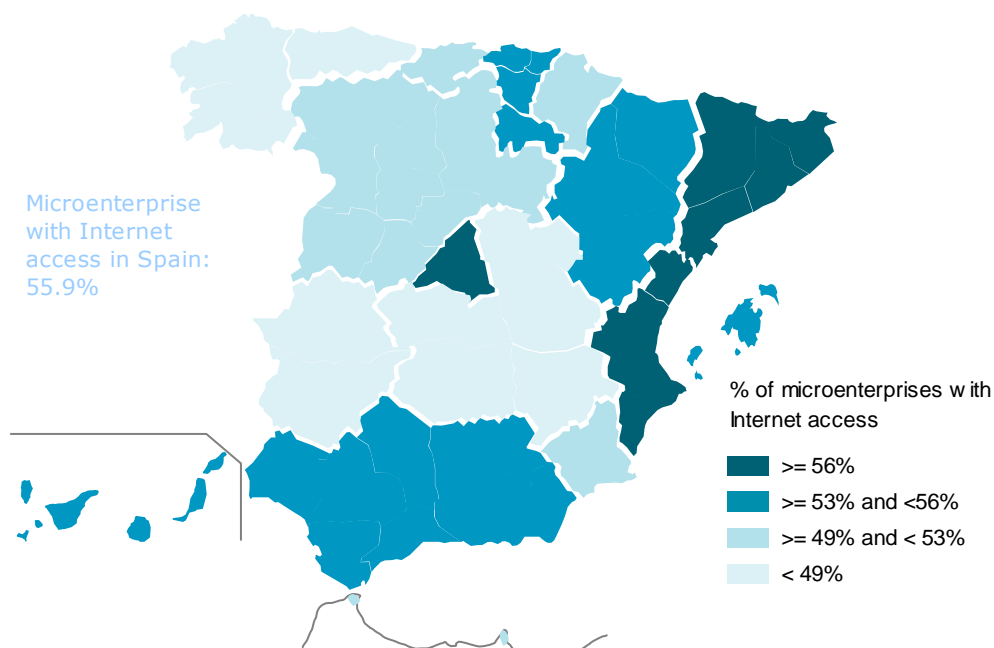 Microenterprise
with Internet
access in Spain:
55.9%
% of microenterprises with
Internet access
>= 56%
>= 53% and <56%
>= 49% and < 53%
< 49%